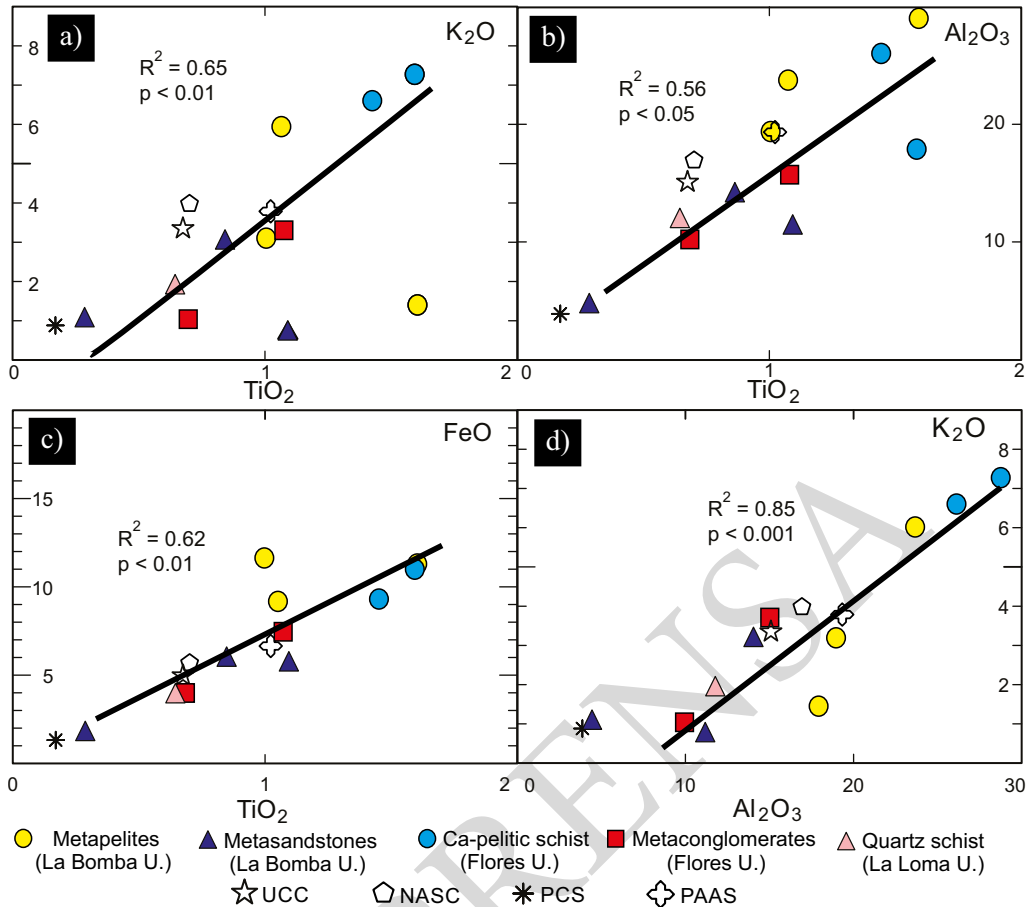 a)
K2O
R2 = 0.65
p < 0.01
8
6
4
2
0
1
2
TiO2
b)
Al2O3
R2 = 0.56
p < 0.05
20
10
0
1
2
TiO2
c)
FeO
R2 = 0.62
p < 0.01
15
10
5
0
1
2
TiO2
d)
K2O
R2 = 0.85
p < 0.001
8
6
4
2
0
10
20
30
Al2O3
RENSA
Metapelites
(La Bomba U.)
Metasandstones
(La Bomba U.)
Ca-pelitic schist
(Flores U.)
Metaconglomerates
(Flores U.)
Quartz schist
(La Loma U.)
UCC
NASC
PCS
PAAS